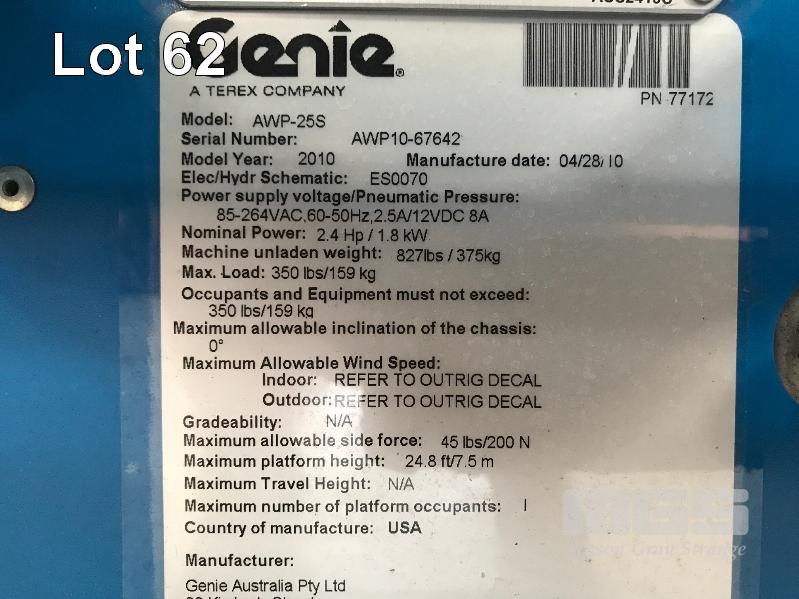 Lot 62
Genie
A TEREX COMPANY
PN 77172
Model: AWP-25S
Serial Number: AWP10-67642
Model Year: 2010 Manufacture date: 04/28/10
Elec/Hydr Schematic: ES0070
Power supply voltage/Pneumatic Pressure:
85-264VAC,60-50Hz,2.5A/12VDC 8A
Nominal Power: 2.4 Hp / 1.8 kW
Machine unladen weight: 827lbs / 375kg
Max. Load: 350 lbs/159 kg
Occupants and Equipment must not exceed:
350 lbs/159 kg
Maximum allowable inclination of the chassis:
0°
Maximum Allowable Wind Speed:
Indoor: REFER TO OUTRIG DECAL
Outdoor: REFER TO OUTRIG DECAL
Gradeability: N/A
Maximum allowable side force: 45 lbs/200 N
Maximum platform height: 24.8 ft/7.5 m
Maximum Travel Height: N/A
Maximum number of platform occupants: 1
Country of manufacture: USA
MGS
Gray Strange
Manufacturer:
Genie Australia Pty Ltd